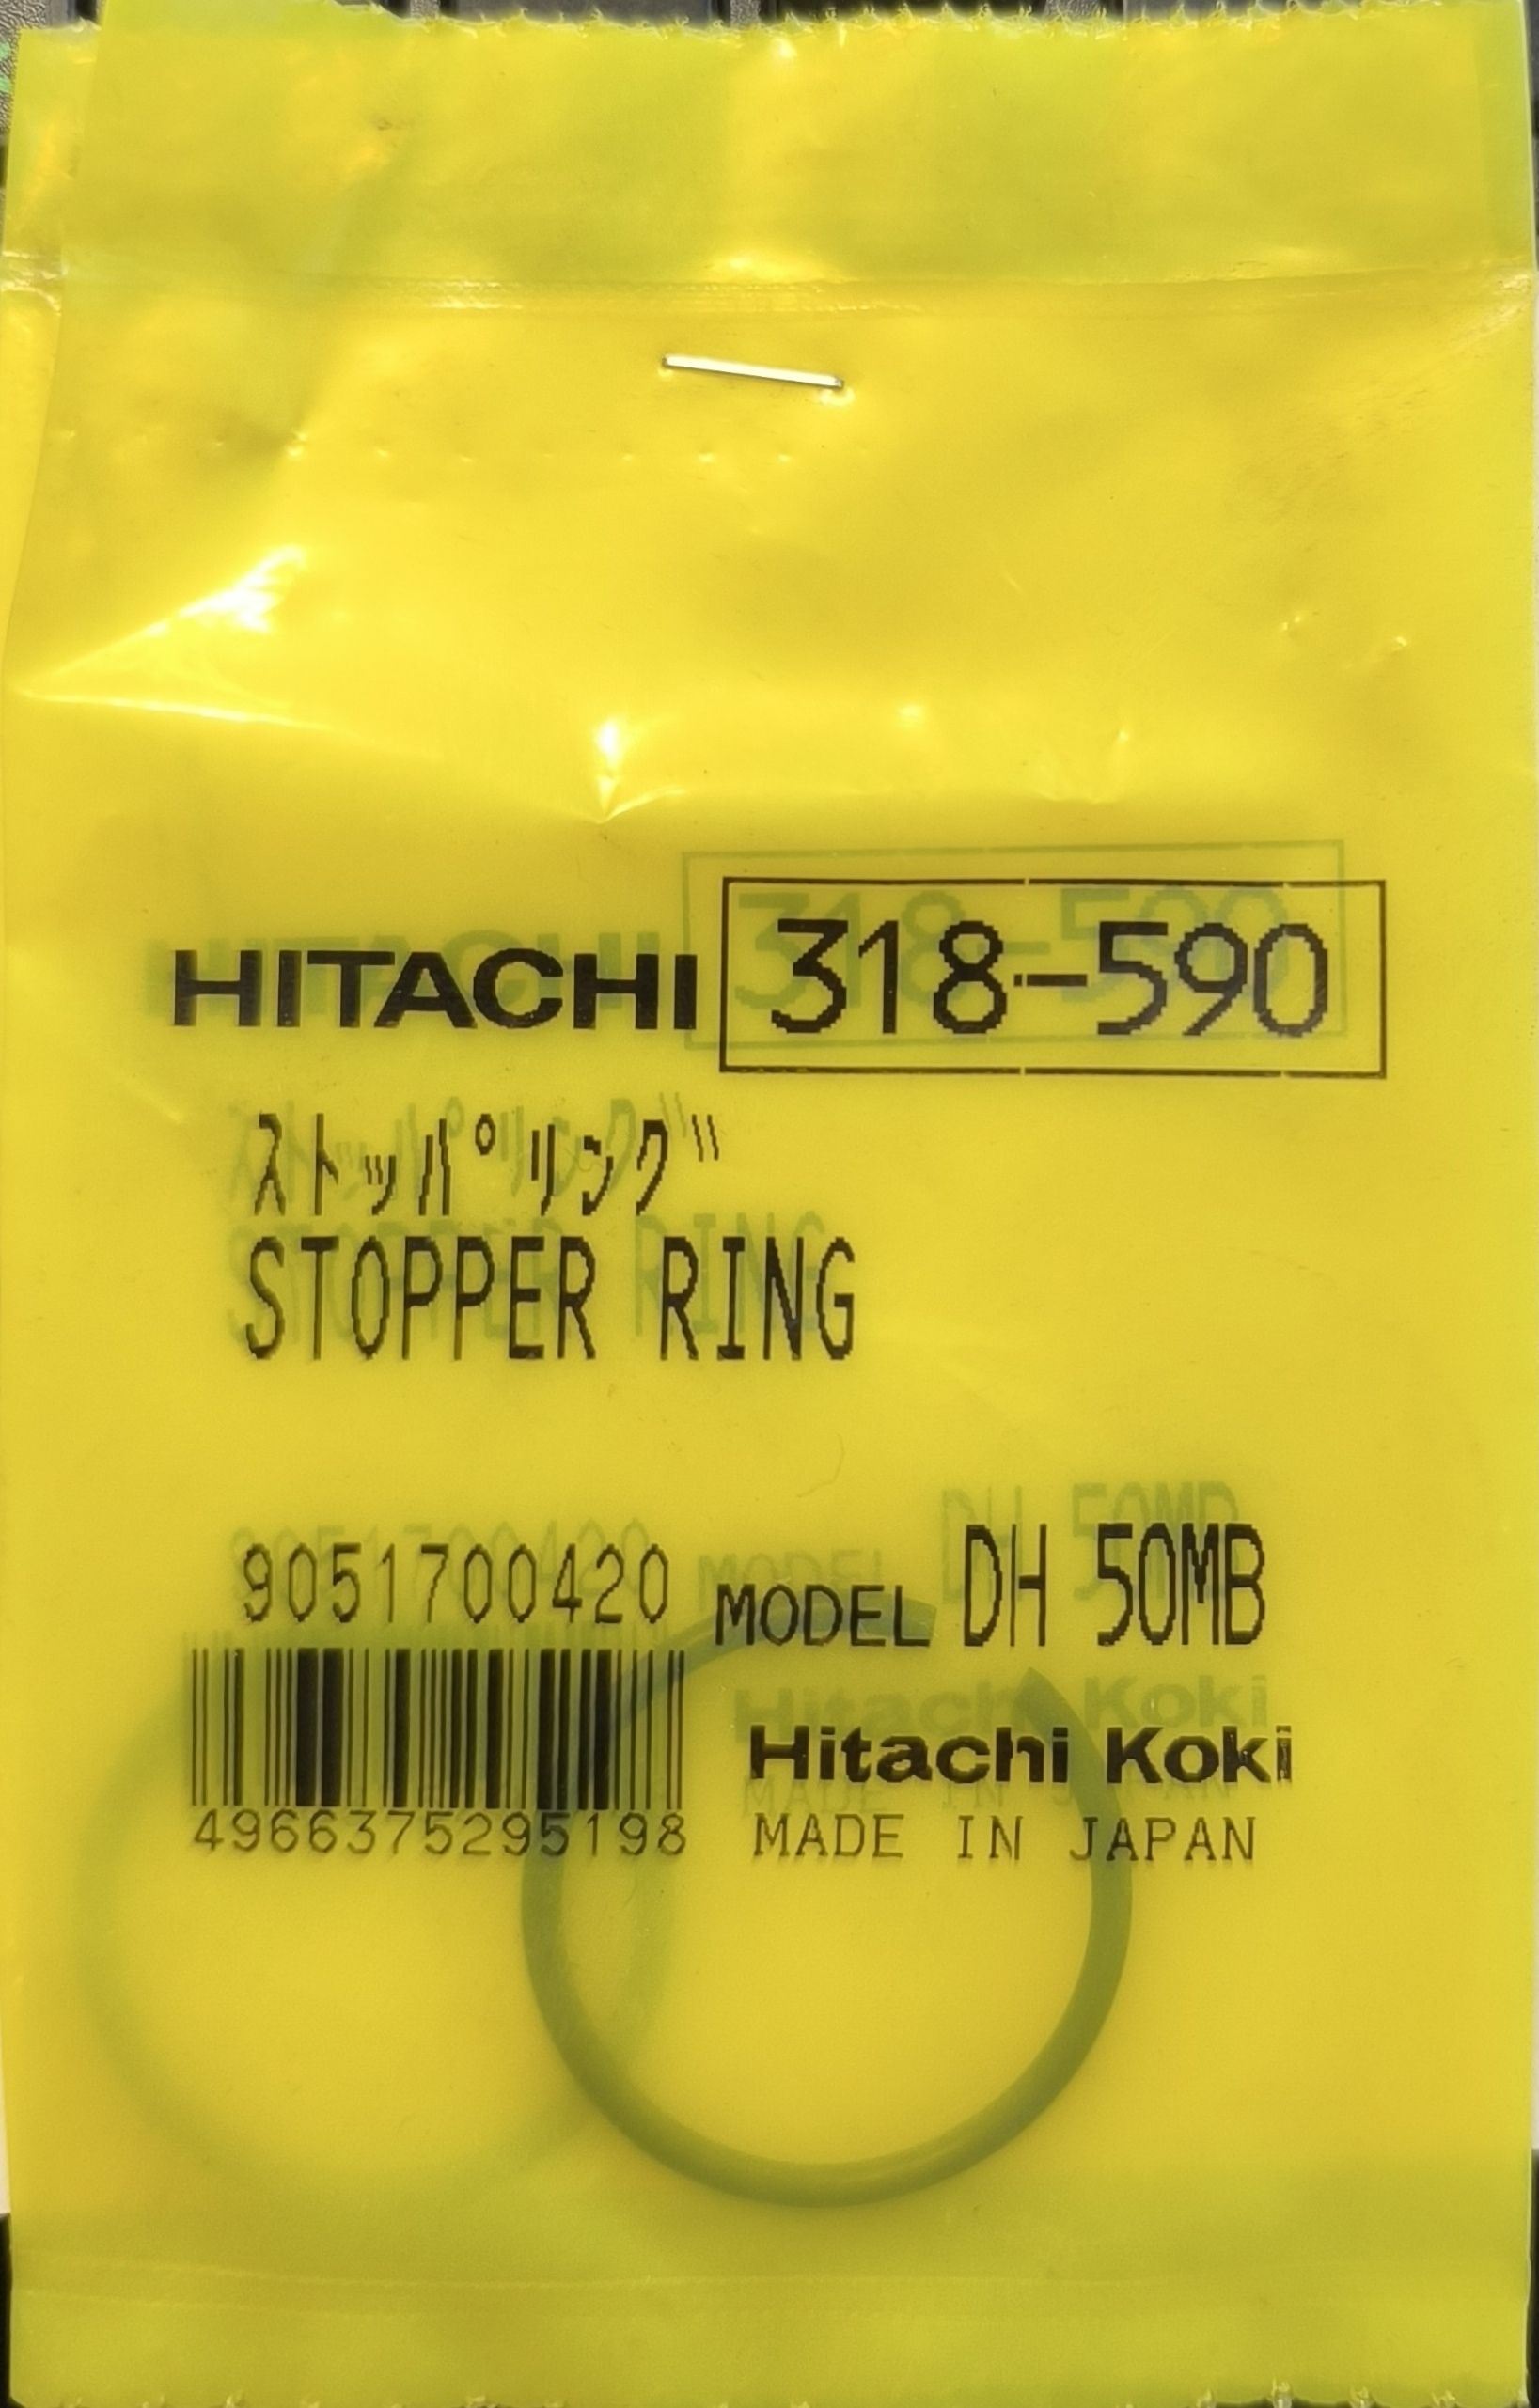 HITACHI 318-590
ｽﾄｯﾊﾟﾘﾝｸﾞ
STOPPER RING
9051700420 MODEL DH 50MB
4966375295198
Hitachi Koki
MADE IN JAPAN